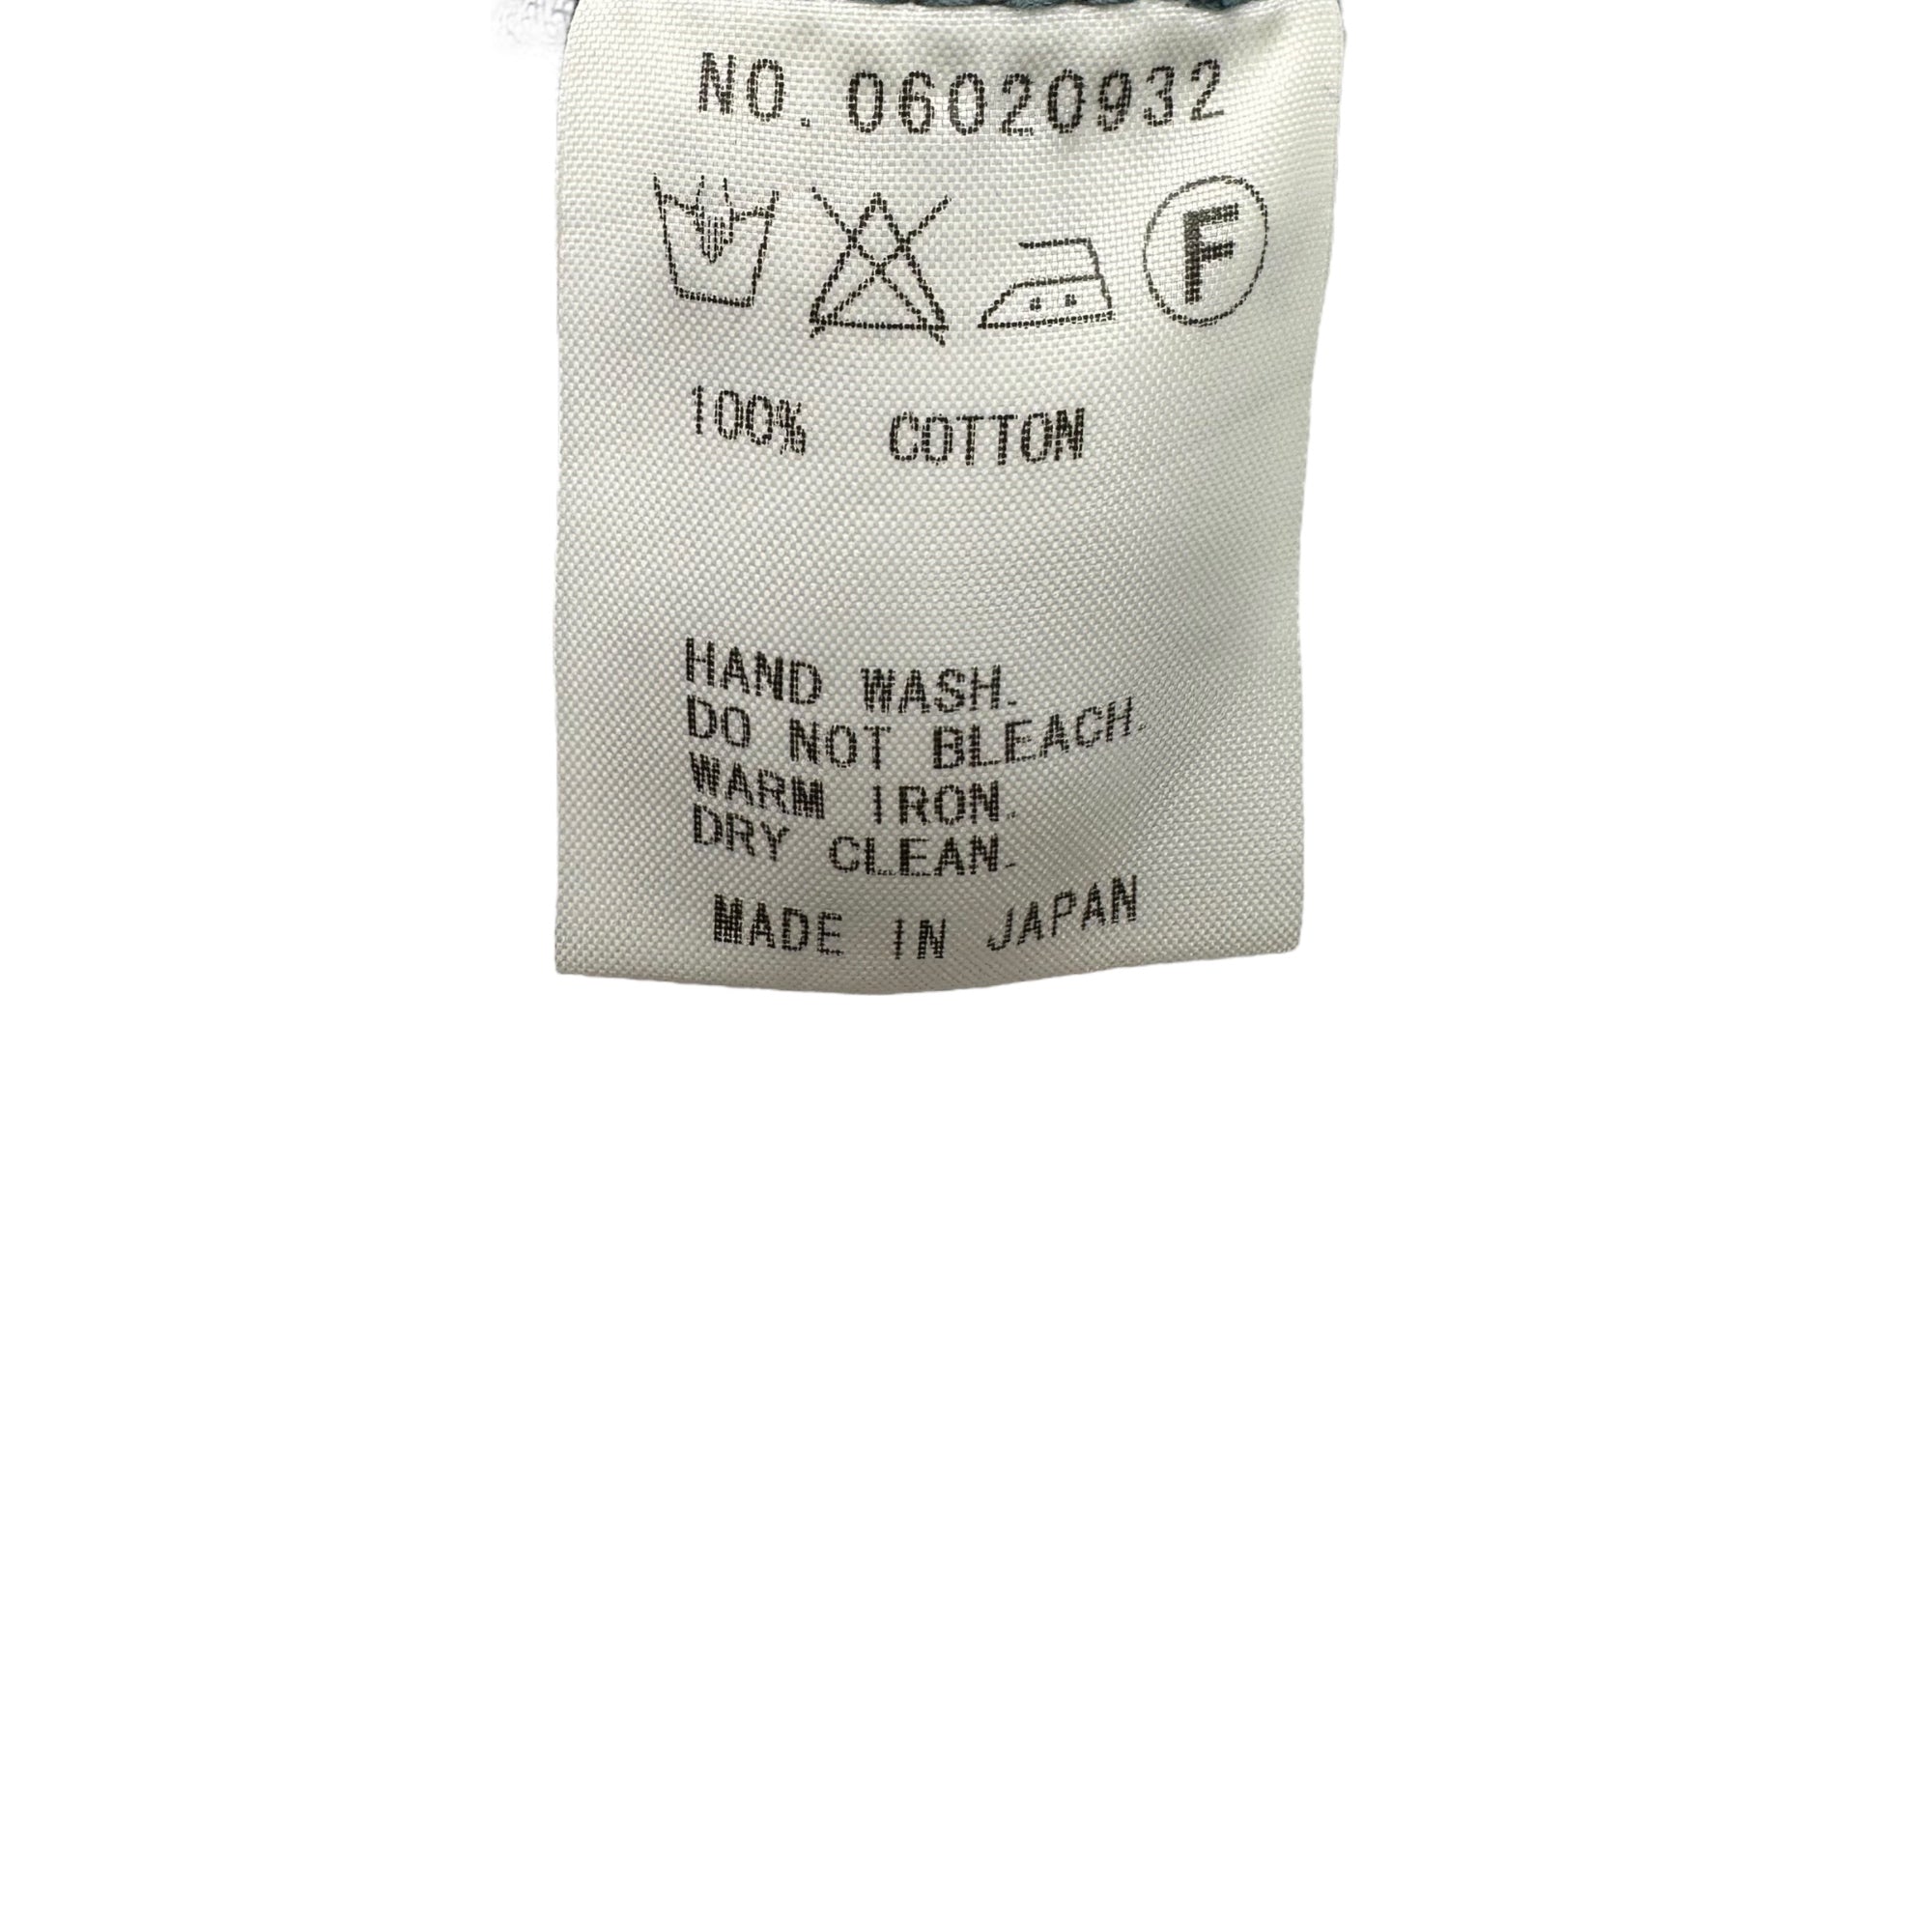 NO. 06020932
F
100% COTTON
HAND WASH.
DO NOT BLEACH.
WARM IRON.
DRY CLEAN.
MADE IN JAPAN